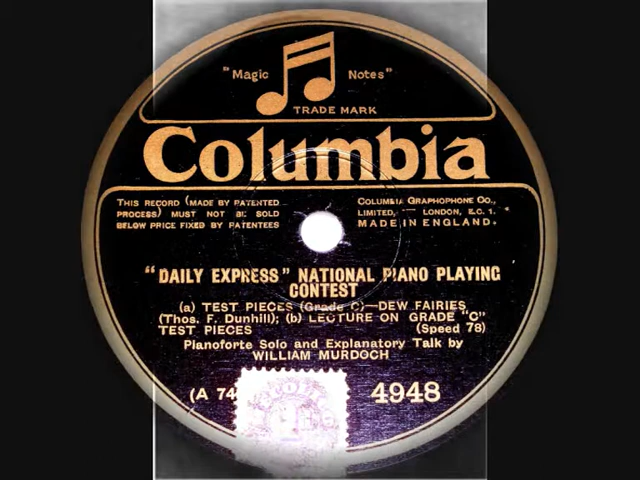 "Magic Notes"
TRADE MARK
Columbia
THIS RECORD (MADE BY PATENTED
PROCESS) MUST NOT BE SOLD
BELOW PRICE FIXED BY PATENTEES
COLUMBIA GRAPHOPHONE CO.,
LIMITED, LONDON, E.C. 1.
MADE IN ENGLAND.
"DAILY EXPRESS" NATIONAL PIANO PLAYING
CONTEST
(a) TEST PIECES (Grade C)—DEW FAIRIES
(Thos. F. Dunhill); (b) LECTURE ON GRADE "C"
TEST PIECES (Speed 78)
Pianoforte Solo and Explanatory Talk by
WILLIAM MURDOCH
(A 74
4948